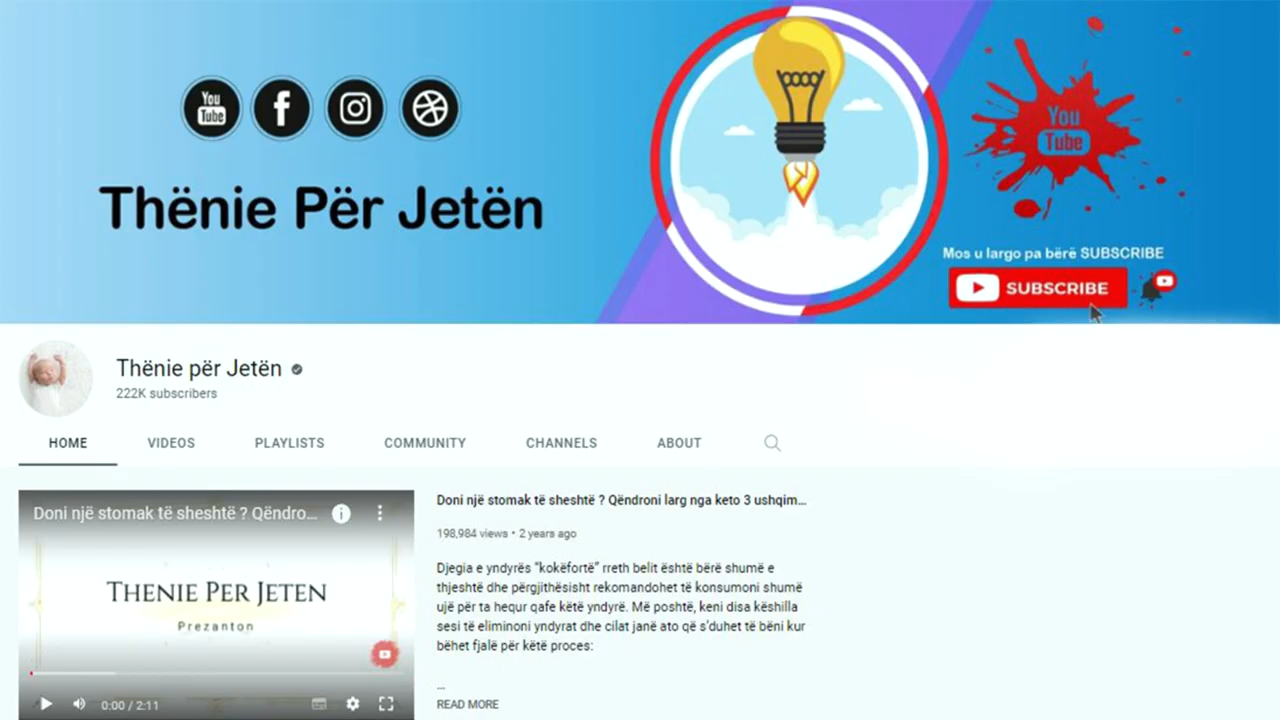 You
Tube
Thënie Për Jetën
You
Tube
Mos u largo pa bërë SUBSCRIBE
SUBSCRIBE
Thënie për Jetën
222K subscribers
HOME VIDEOS PLAYLISTS COMMUNITY CHANNELS ABOUT
Doni një stomak të sheshtë ? Qëndro...
THENIE PER JETEN
Prezanton
0:00 / 2:11
Doni një stomak të sheshtë ? Qëndroni larg nga keto 3 ushqim...
198,984 views • 2 years ago
Djegia e yndyrës "kokëfortë" rreth belit është bërë shumë e
thjeshtë dhe përgjithësisht rekomandohet të konsumoni shumë
ujë për ta hequr qafe këtë yndyrë. Më poshtë, keni disa këshilla
sesi të eliminoni yndyrat dhe cilat janë ato që s'duhet të bëni kur
bëhet fjalë për këtë proces:
...
READ MORE